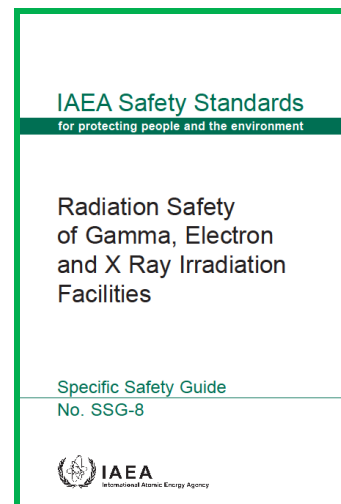 IAEA Safety Standards
for protecting people and the environment
Radiation Safety
of Gamma, Electron
and X Ray Irradiation
Facilities
Specific Safety Guide
No. SSG-8
IAEA
International Atomic Energy Agency